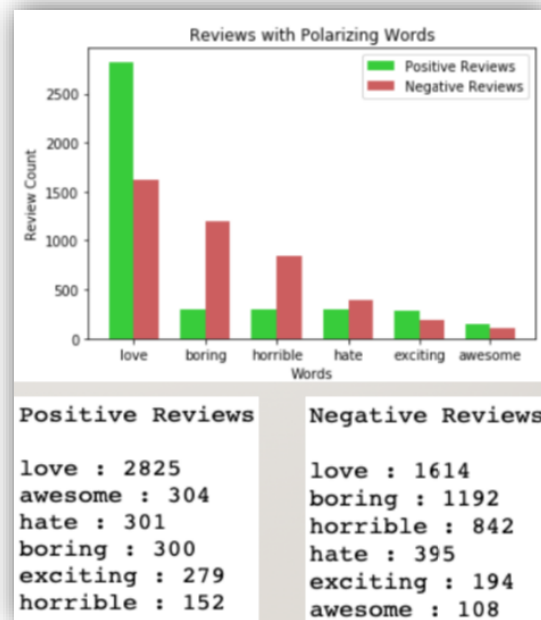 Reviews with Polarizing Words
Positive Reviews
Negative Reviews
2500
2000
1500
1000
500
0
Review Count
love boring horrible hate exciting awesome
Words
Positive Reviews
love : 2825
awesome : 304
hate : 301
boring : 300
exciting : 279
horrible : 152
Negative Reviews
love : 1614
boring : 1192
horrible : 842
hate : 395
exciting : 194
awesome : 108